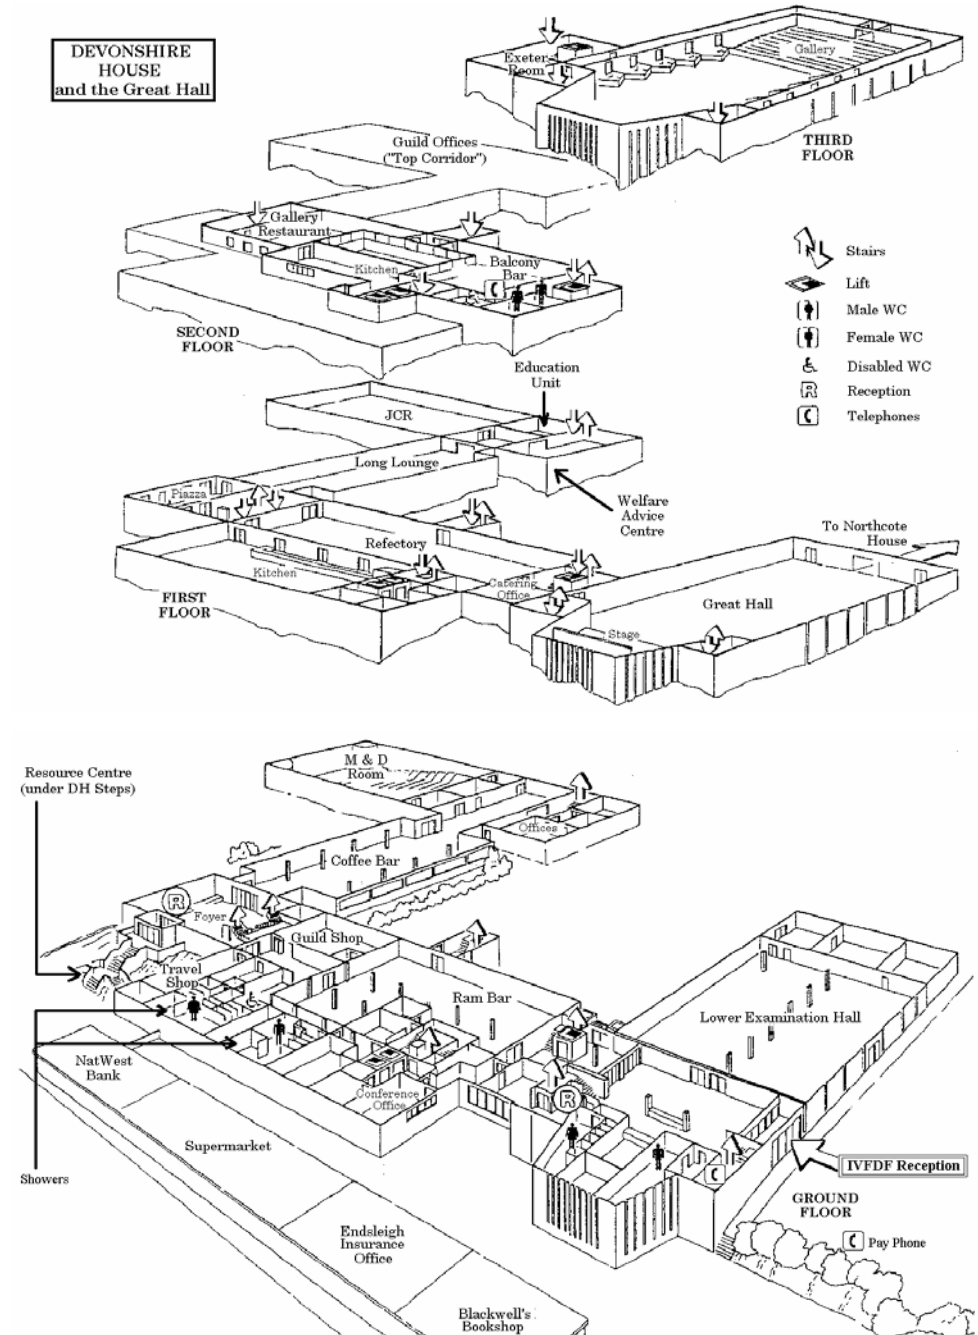 DEVONSHIRE
HOUSE
and the Great Hall
Exeter
Room
Gallery
THIRD
FLOOR
Guild Offices
("Top Corridor")
Gallery
Restaurant
Kitchen
Balcony
Bar
SECOND
FLOOR
Stairs
Lift
Male WC
Female WC
Disabled WC
R
Reception
Telephones
Education
Unit
JCR
Long Lounge
Piazza
Welfare
Advice
Centre
Refectory
Kitchen
Catering
Office
To Northcote
House
Great Hall
Stage
FIRST
FLOOR
Resource Centre
(under DH Steps)
M & D
Room
Offices
Coffee Bar
R
Foyer
Guild Shop
Travel
Shop
Ram Bar
Lower Examination Hall
NatWest
Bank
Conference
Office
R
Supermarket
Showers
IVFDF Reception
GROUND
FLOOR
Pay Phone
Endsleigh
Insurance
Office
Blackwell's
Bookshop